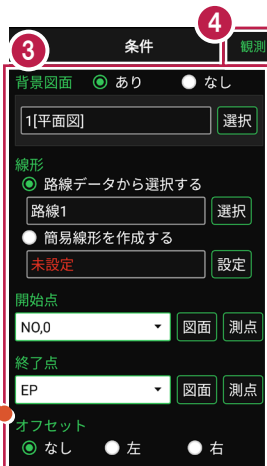 4
3 条件 観測
背景図面 あり なし
1[平面図] 選択
線形
路線データから選択する
路線1 選択
簡易線形を作成する
未設定 設定
開始点
NO,0 図面 測点
終了点
EP 図面 測点
オフセット
なし 左 右